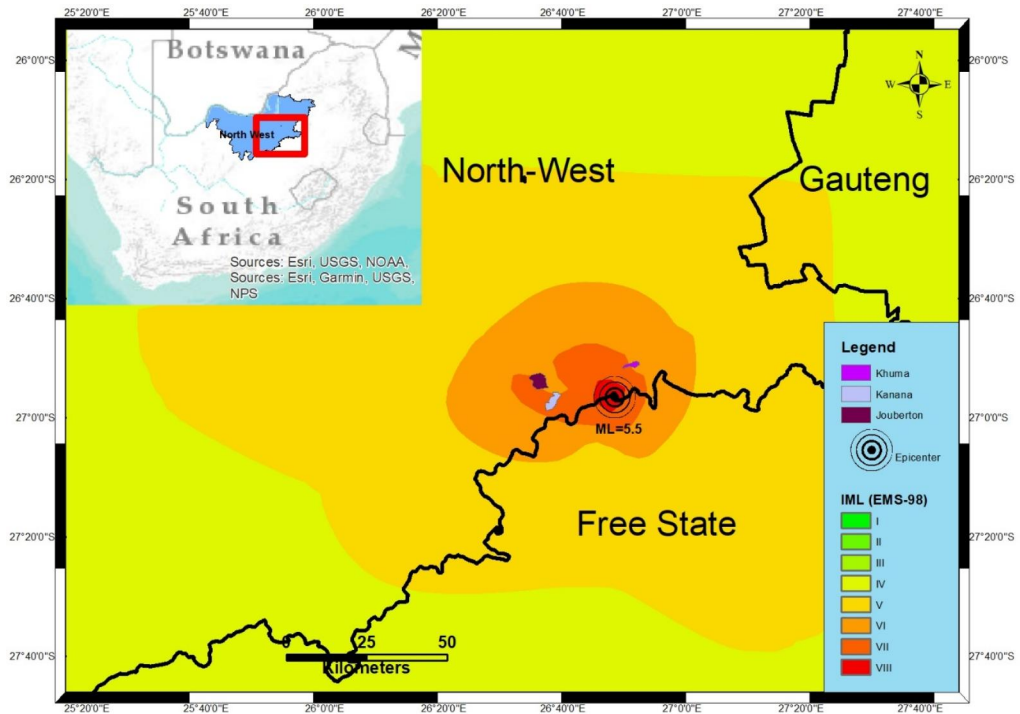 25°20'0"E 25°40'0"E 26°0'0"E 26°20'0"E 26°40'0"E 27°0'0"E 27°20'0"E 27°40'0"E
Botswana
North West
South
Africa
Sources: Esri, USGS, NOAA,
Sources: Esri, Garmin, USGS,
NPS
N
W E
S
North-West
Gauteng
Free State
ML=5.5
26°0'0"S 26°0'0"S
26°20'0"S 26°20'0"S
26°40'0"S 26°40'0"S
27°0'0"S 27°0'0"S
27°20'0"S 27°20'0"S
27°40'0"S 27°40'0"S
Legend
Khuma
Kanana
Jouberton
Epicenter
IML (EMS-98)
I
II
III
IV
V
VI
VII
VIII
0 25 50
Kilometers
25°20'0"E 25°40'0"E 26°0'0"E 26°20'0"E 26°40'0"E 27°0'0"E 27°20'0"E 27°40'0"E